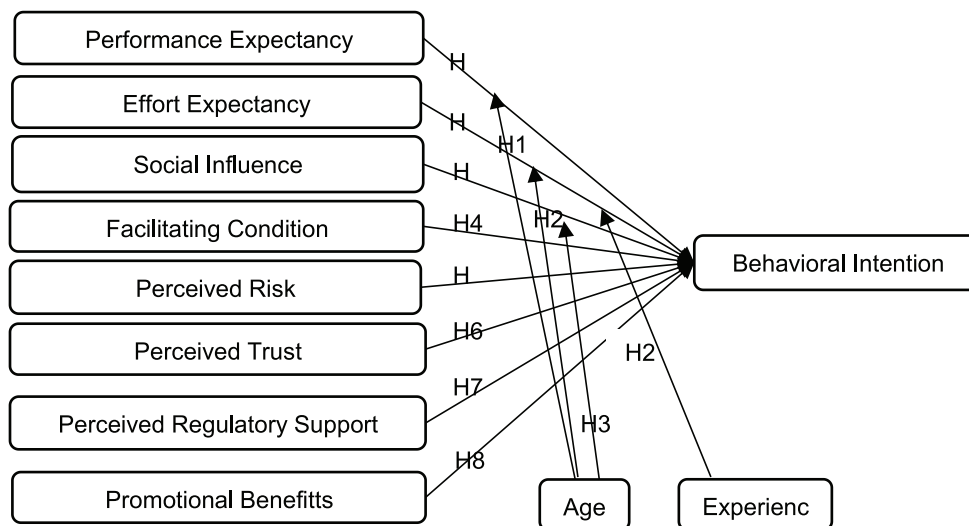 Performance Expectancy
H
Effort Expectancy
H
H1
Social Influence
H
Facilitating Condition
H4
H2
Behavioral Intention
Perceived Risk
H
Perceived Trust
H6
H2
Perceived Regulatory Support
H7
H3
Promotional Benefitts
H8
Age
Experienc